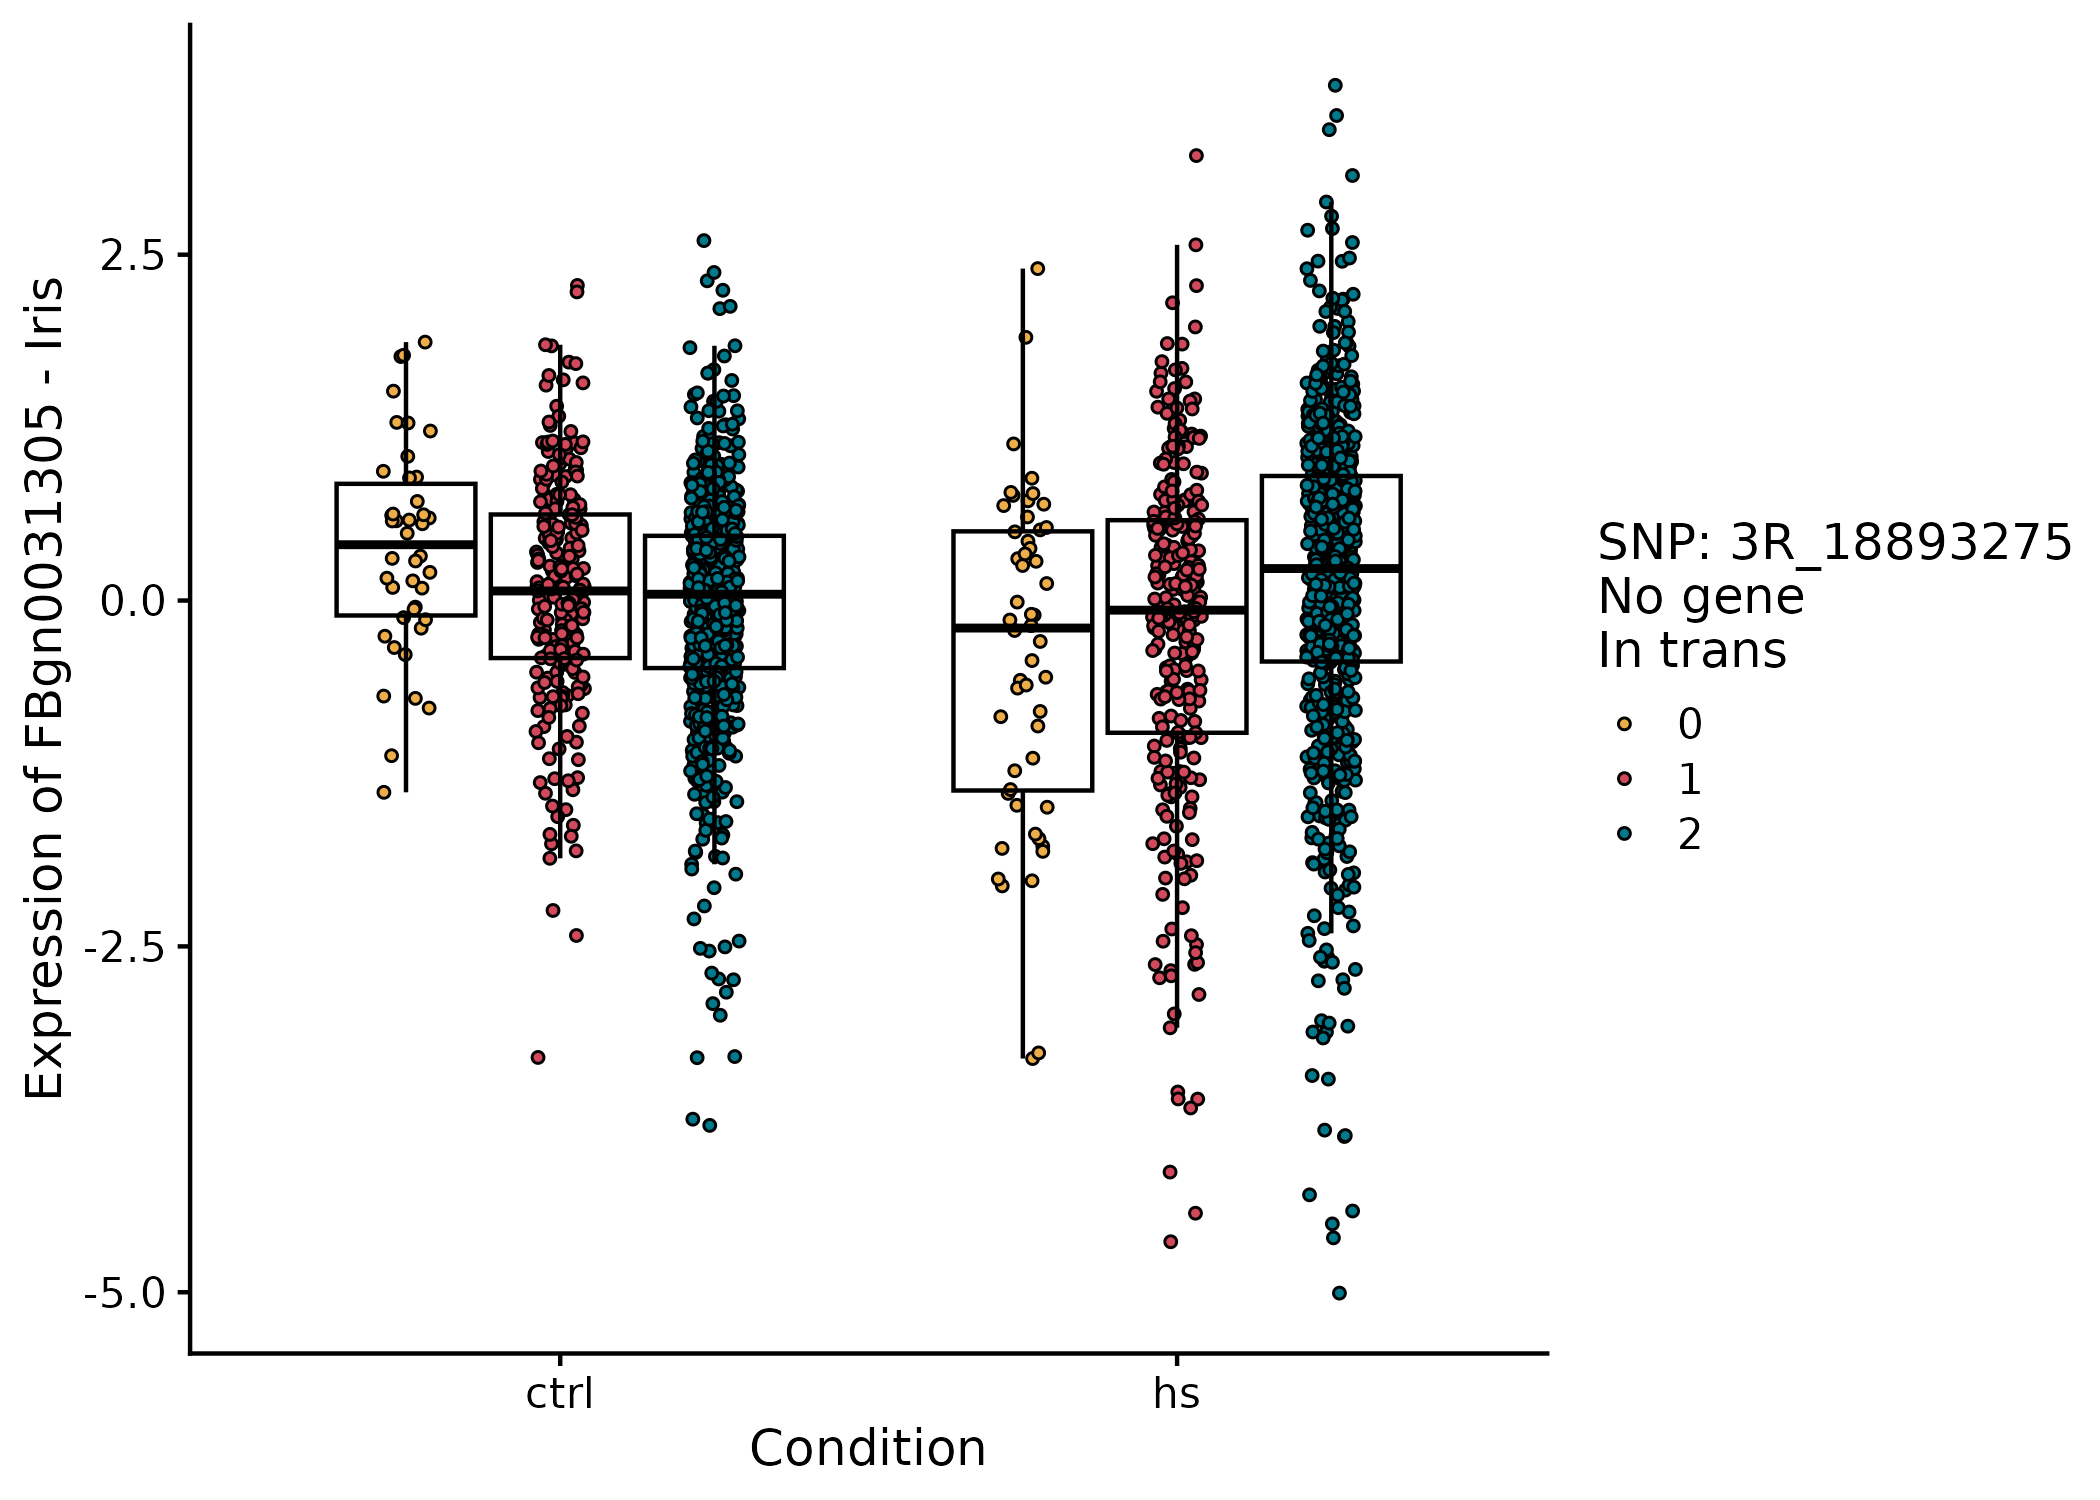 Expression of FBgn0031305 - Iris
2.5
0.0
-2.5
-5.0
ctrl
hs
Condition
SNP: 3R_18893275
No gene
In trans
0
1
2